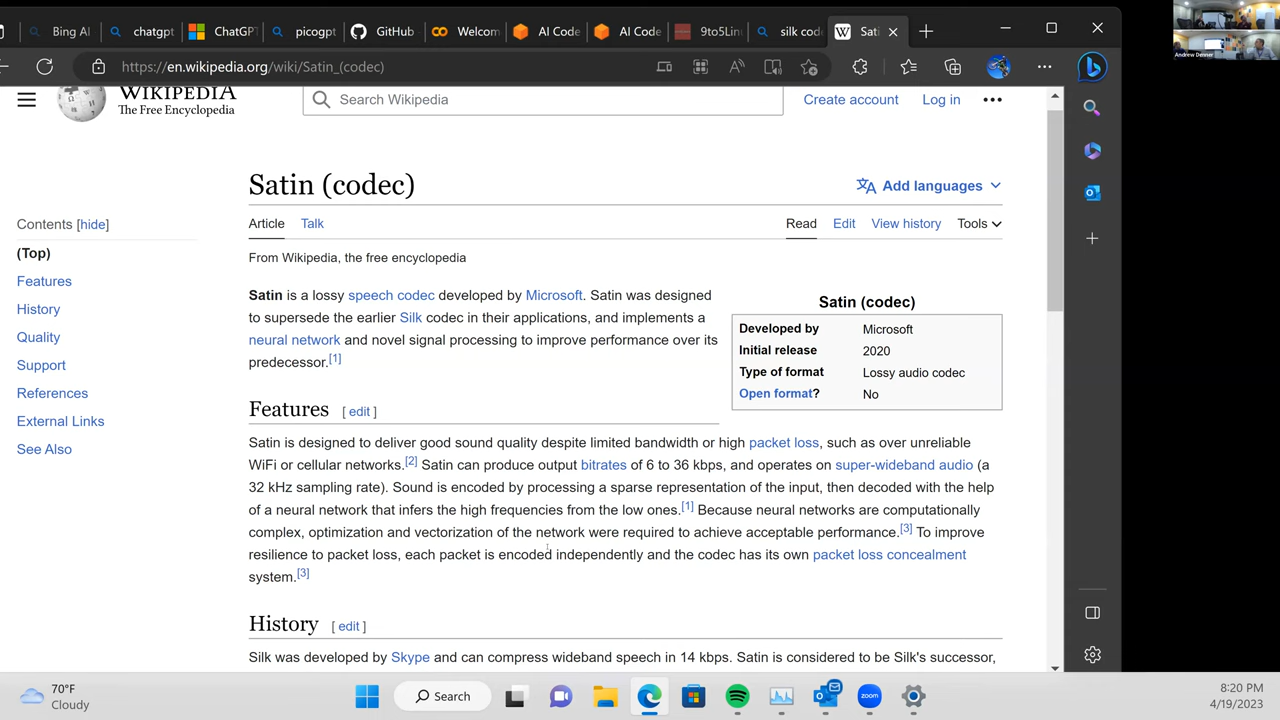 Bing AI
chatgpt
ChatGP
picogpt
GitHub
Welcom
AI Code
AI Code
9to5Lin
silk cod
Sati
https://en.wikipedia.org/wiki/Satin_(codec)
WIKIPEDIA
The Free Encyclopedia
Search Wikipedia
Create account
Log in
Satin (codec)
Add languages
Contents [hide]
(Top)
Features
History
Quality
Support
References
External Links
See Also
Article Talk
Read Edit View history Tools
From Wikipedia, the free encyclopedia
Satin is a lossy speech codec developed by Microsoft. Satin was designed
to supersede the earlier Silk codec in their applications, and implements a
neural network and novel signal processing to improve performance over its
predecessor.[1]
Satin (codec)
Developed by Microsoft
Initial release 2020
Type of format Lossy audio codec
Open format? No
Features [ edit ]
Satin is designed to deliver good sound quality despite limited bandwidth or high packet loss, such as over unreliable
WiFi or cellular networks.[2] Satin can produce output bitrates of 6 to 36 kbps, and operates on super-wideband audio (a
32 kHz sampling rate). Sound is encoded by processing a sparse representation of the input, then decoded with the help
of a neural network that infers the high frequencies from the low ones.[1] Because neural networks are computationally
complex, optimization and vectorization of the network were required to achieve acceptable performance.[3] To improve
resilience to packet loss, each packet is encoded independently and the codec has its own packet loss concealment
system.[3]
History [ edit ]
Silk was developed by Skype and can compress wideband speech in 14 kbps. Satin is considered to be Silk's successor,
Andrew Denner
70°F
Cloudy
Search
zoom
8:20 PM
4/19/2023